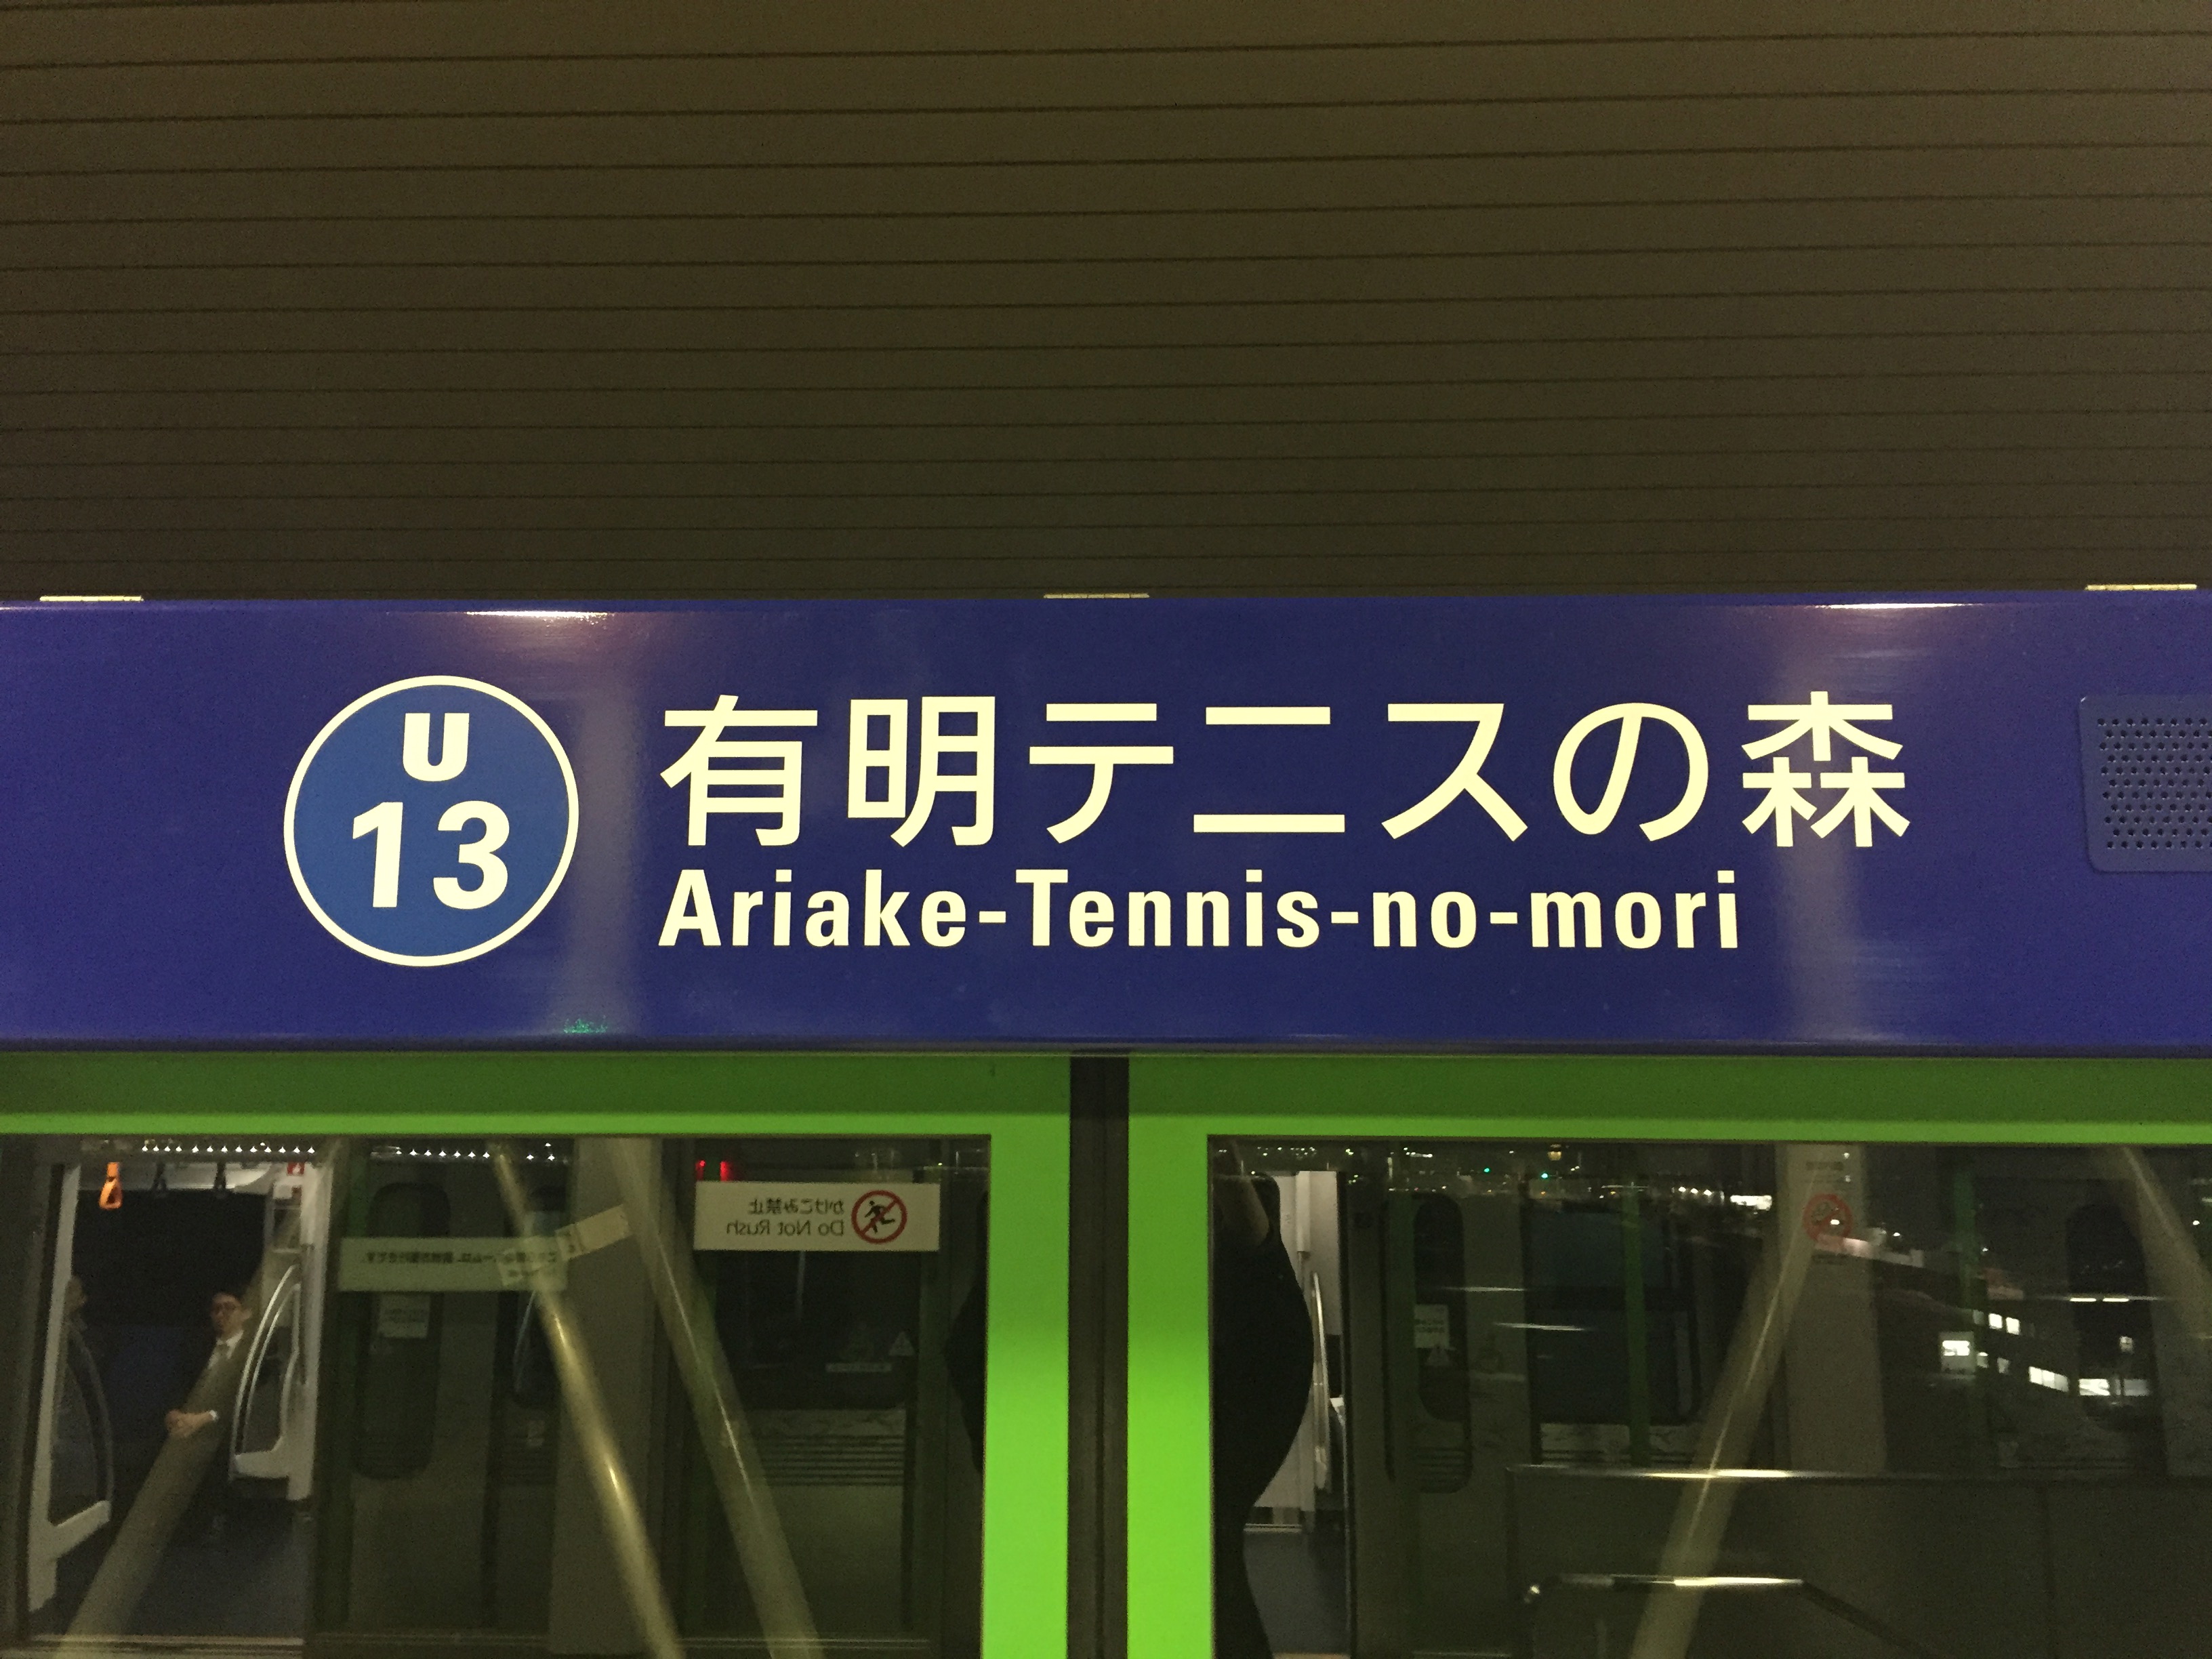 U
13
有明テニスの森
Ariake-Tennis-no-mori
かけこみ禁止
Do Not Rush